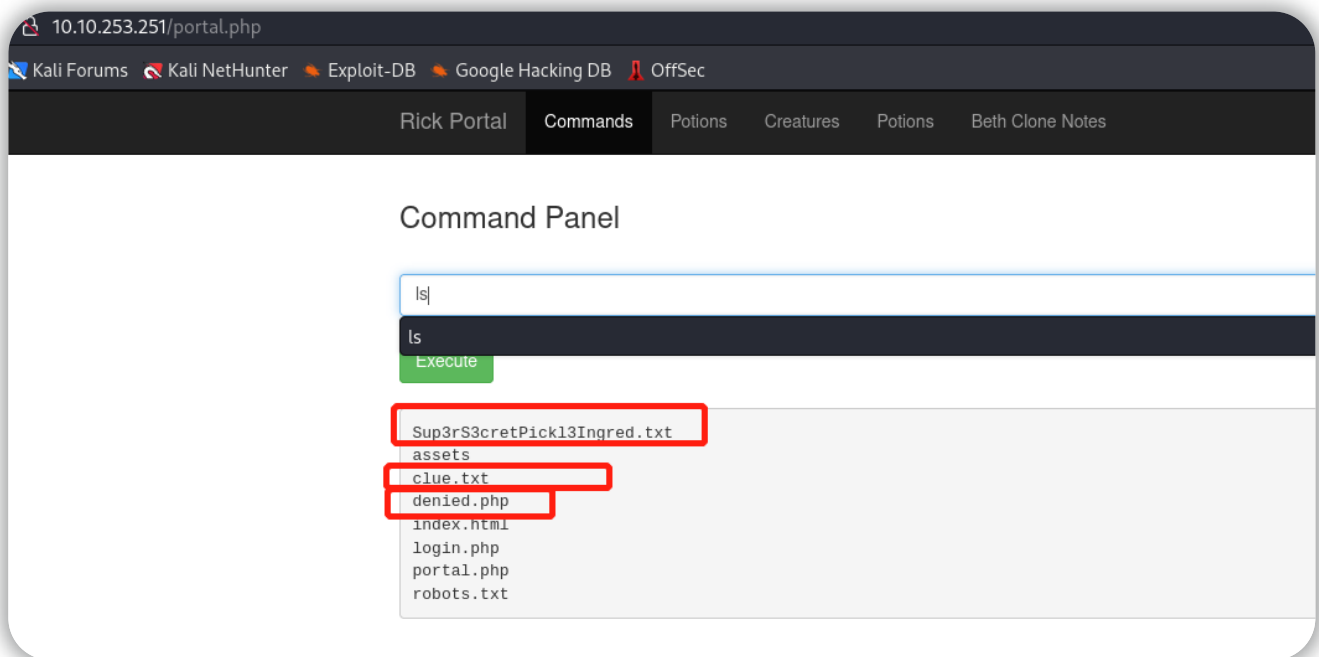 10.10.253.251/portal.php
Kali Forums Kali NetHunter Exploit-DB Google Hacking DB OffSec
Rick Portal Commands Potions Creatures Potions Beth Clone Notes
Command Panel
ls
ls
Execute
Sup3rS3cretPickl3Ingred.txt
assets
clue.txt
denied.php
index.html
login.php
portal.php
robots.txt